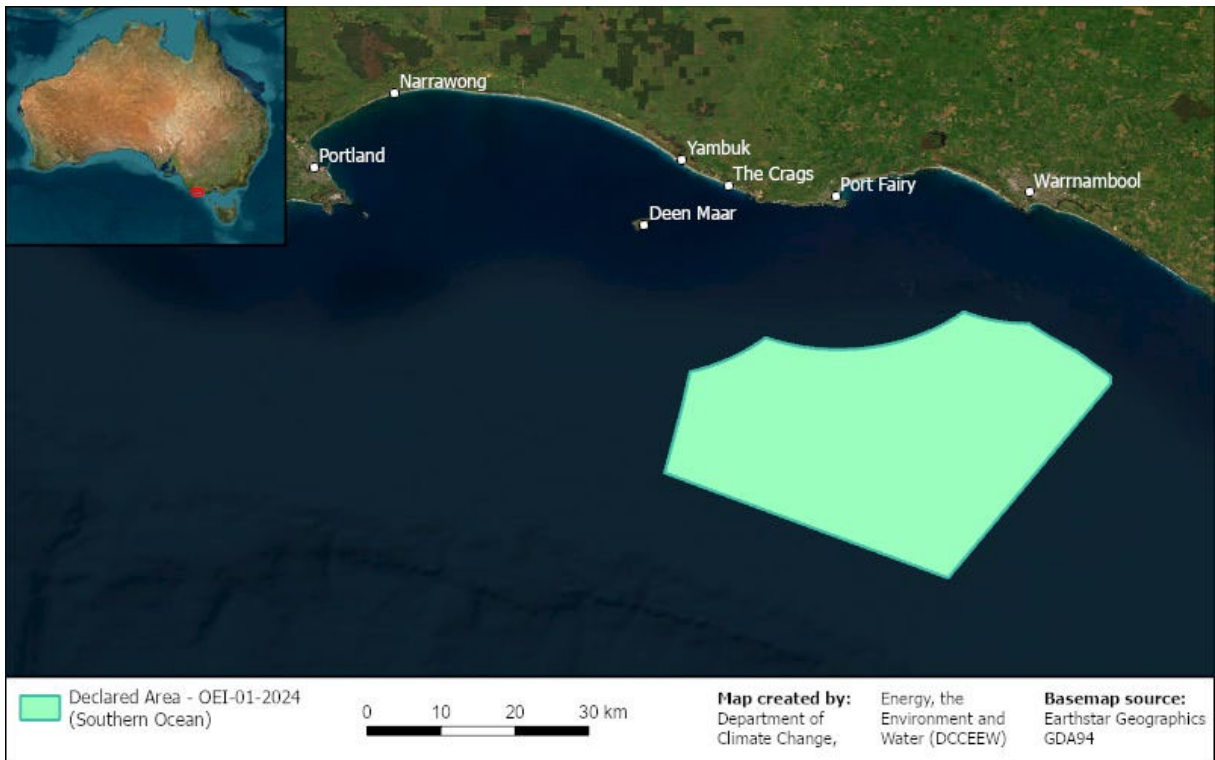 Narrawong
Portland
Yambuk
The Crags
Port Fairy
Warrnambool
Deen Maar
Declared Area - OEI-01-2024
(Southern Ocean)
0 10 20 30 km
Map created by:
Department of
Climate Change,
Energy, the
Environment and
Water (DCCEEW)
Basemap source:
Earthstar Geographics
GDA94